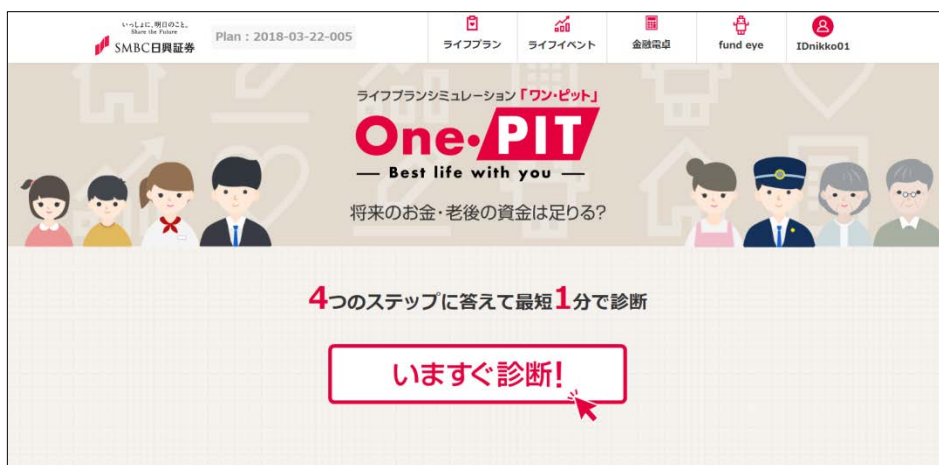 いっしょに、明日のこと。
Share the Future
SMBC日興証券
Plan : 2018-03-22-005
ライフプラン
ライフイベント
金融電卓
fund eye
IDnikko01
ライフプランシミュレーション「ワン・ピット」
One・PIT
Best life with you
将来のお金・老後の資金は足りる?
4つのステップに答えて最短1分で診断
いますぐ診断!